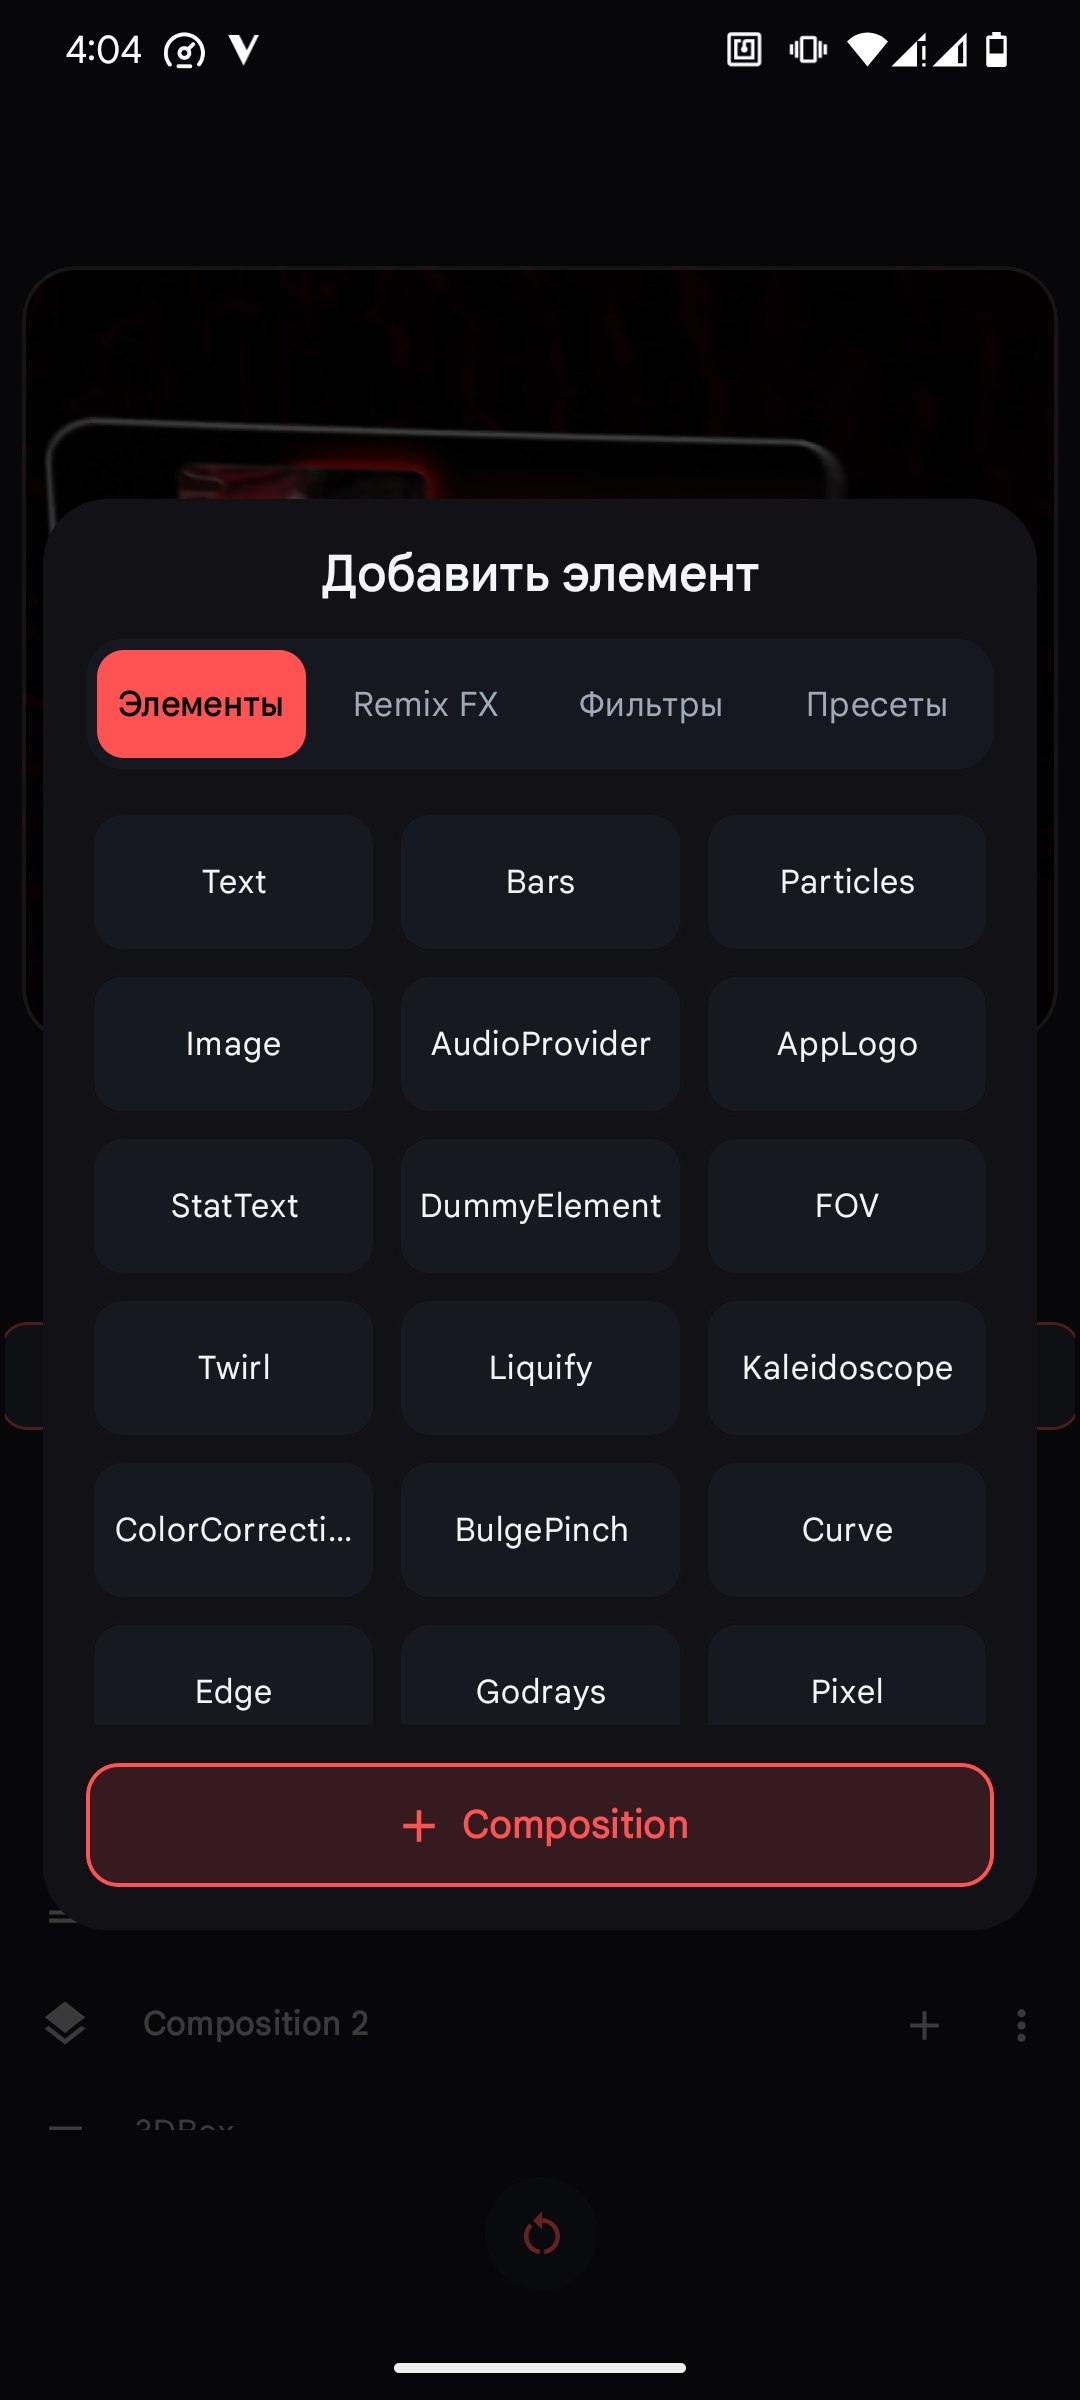 4:04
Добавить элемент
Элементы
Remix FX
Фильтры
Пресеты
Text
Bars
Particles
Image
AudioProvider
AppLogo
StatText
DummyElement
FOV
Twirl
Liquify
Kaleidoscope
ColorCorrecti...
BulgePinch
Curve
Edge
Godrays
Pixel
+ Composition
Composition 2
3DBox